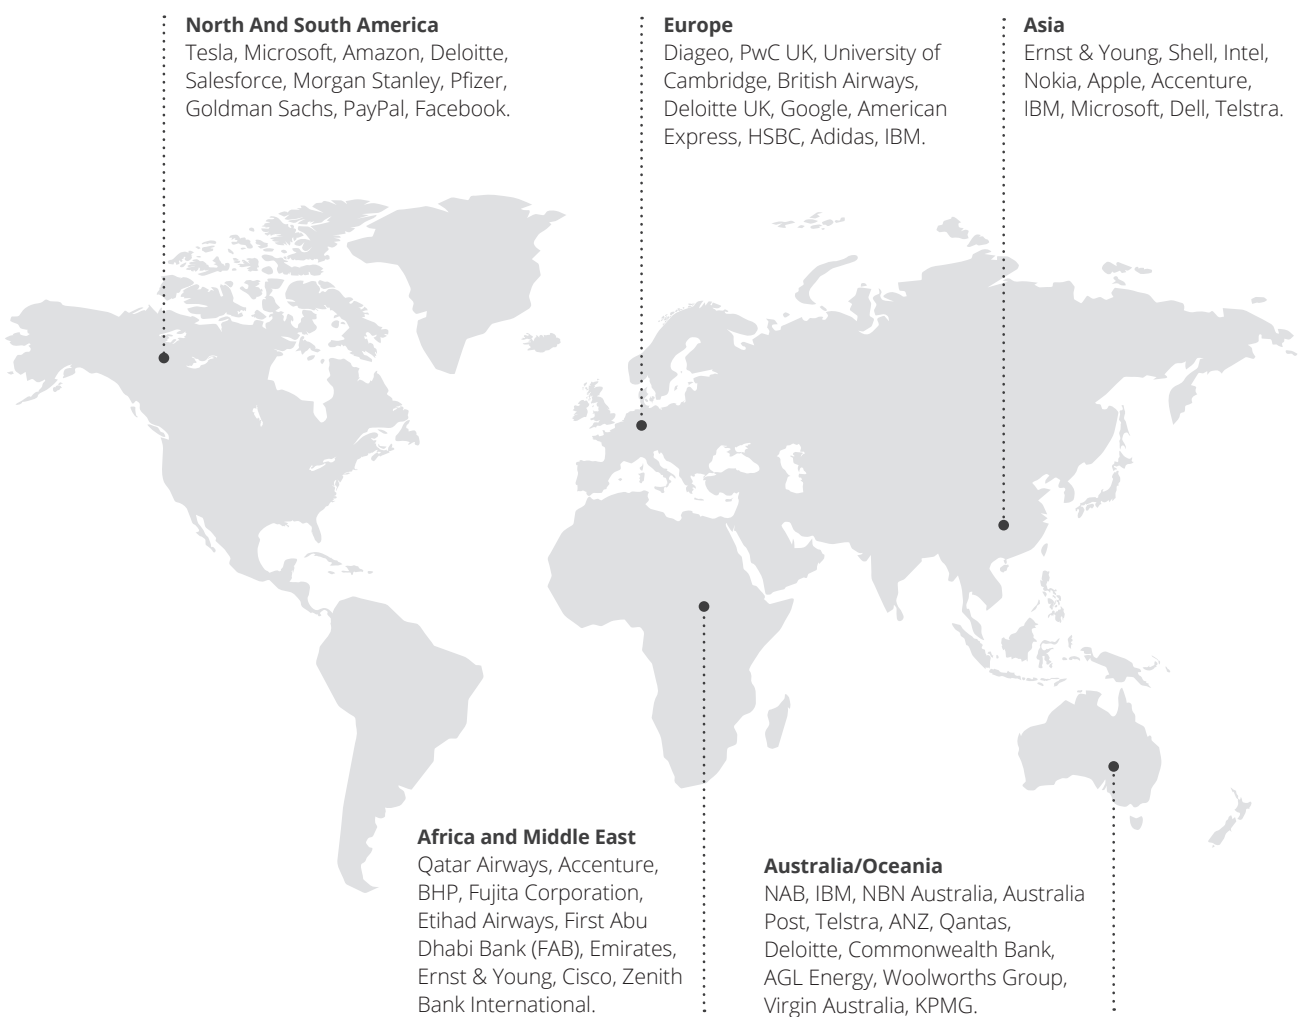 North And South America
Tesla, Microsoft, Amazon, Deloitte,
Salesforce, Morgan Stanley, Pfizer,
Goldman Sachs, PayPal, Facebook.
Europe
Diageo, PwC UK, University of
Cambridge, British Airways,
Deloitte UK, Google, American
Express, HSBC, Adidas, IBM.
Asia
Ernst & Young, Shell, Intel,
Nokia, Apple, Accenture,
IBM, Microsoft, Dell, Telstra.
Africa and Middle East
Qatar Airways, Accenture,
BHP, Fujita Corporation,
Etihad Airways, First Abu
Dhabi Bank (FAB), Emirates,
Ernst & Young, Cisco, Zenith
Bank International.
Australia/Oceania
NAB, IBM, NBN Australia, Australia
Post, Telstra, ANZ, Qantas,
Deloitte, Commonwealth Bank,
AGL Energy, Woolworths Group,
Virgin Australia, KPMG.